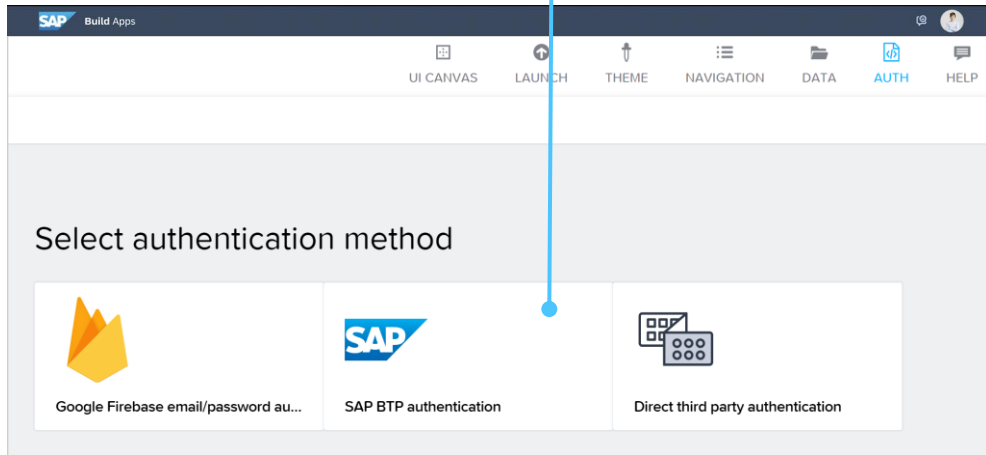 SAP Build Apps
UI CANVAS LAUNCH THEME NAVIGATION DATA AUTH HELP
Select authentication method
SAP
Google Firebase email/password au... SAP BTP authentication Direct third party authentication